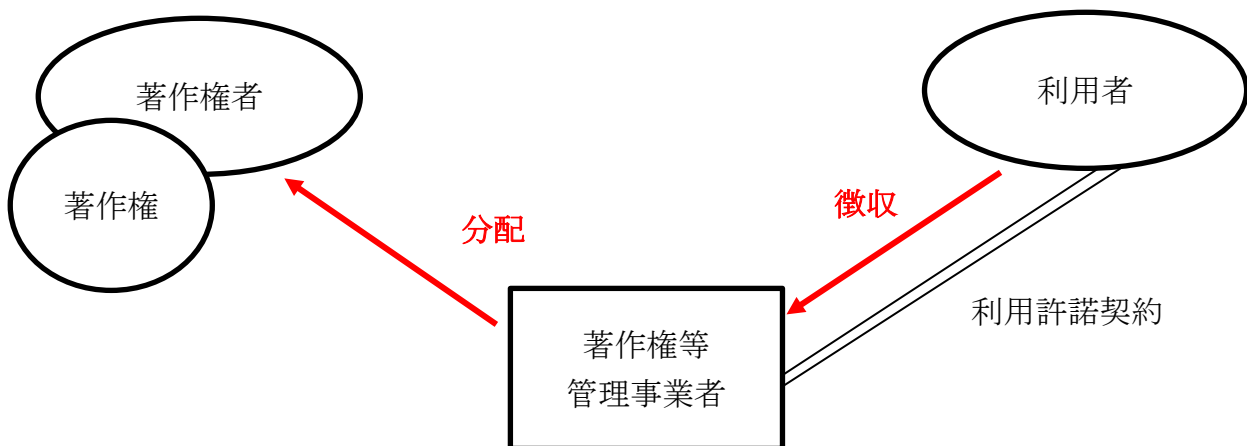 著作権者
利用者
著作権
分配
徴収
利用許諾契約
著作権等
管理事業者